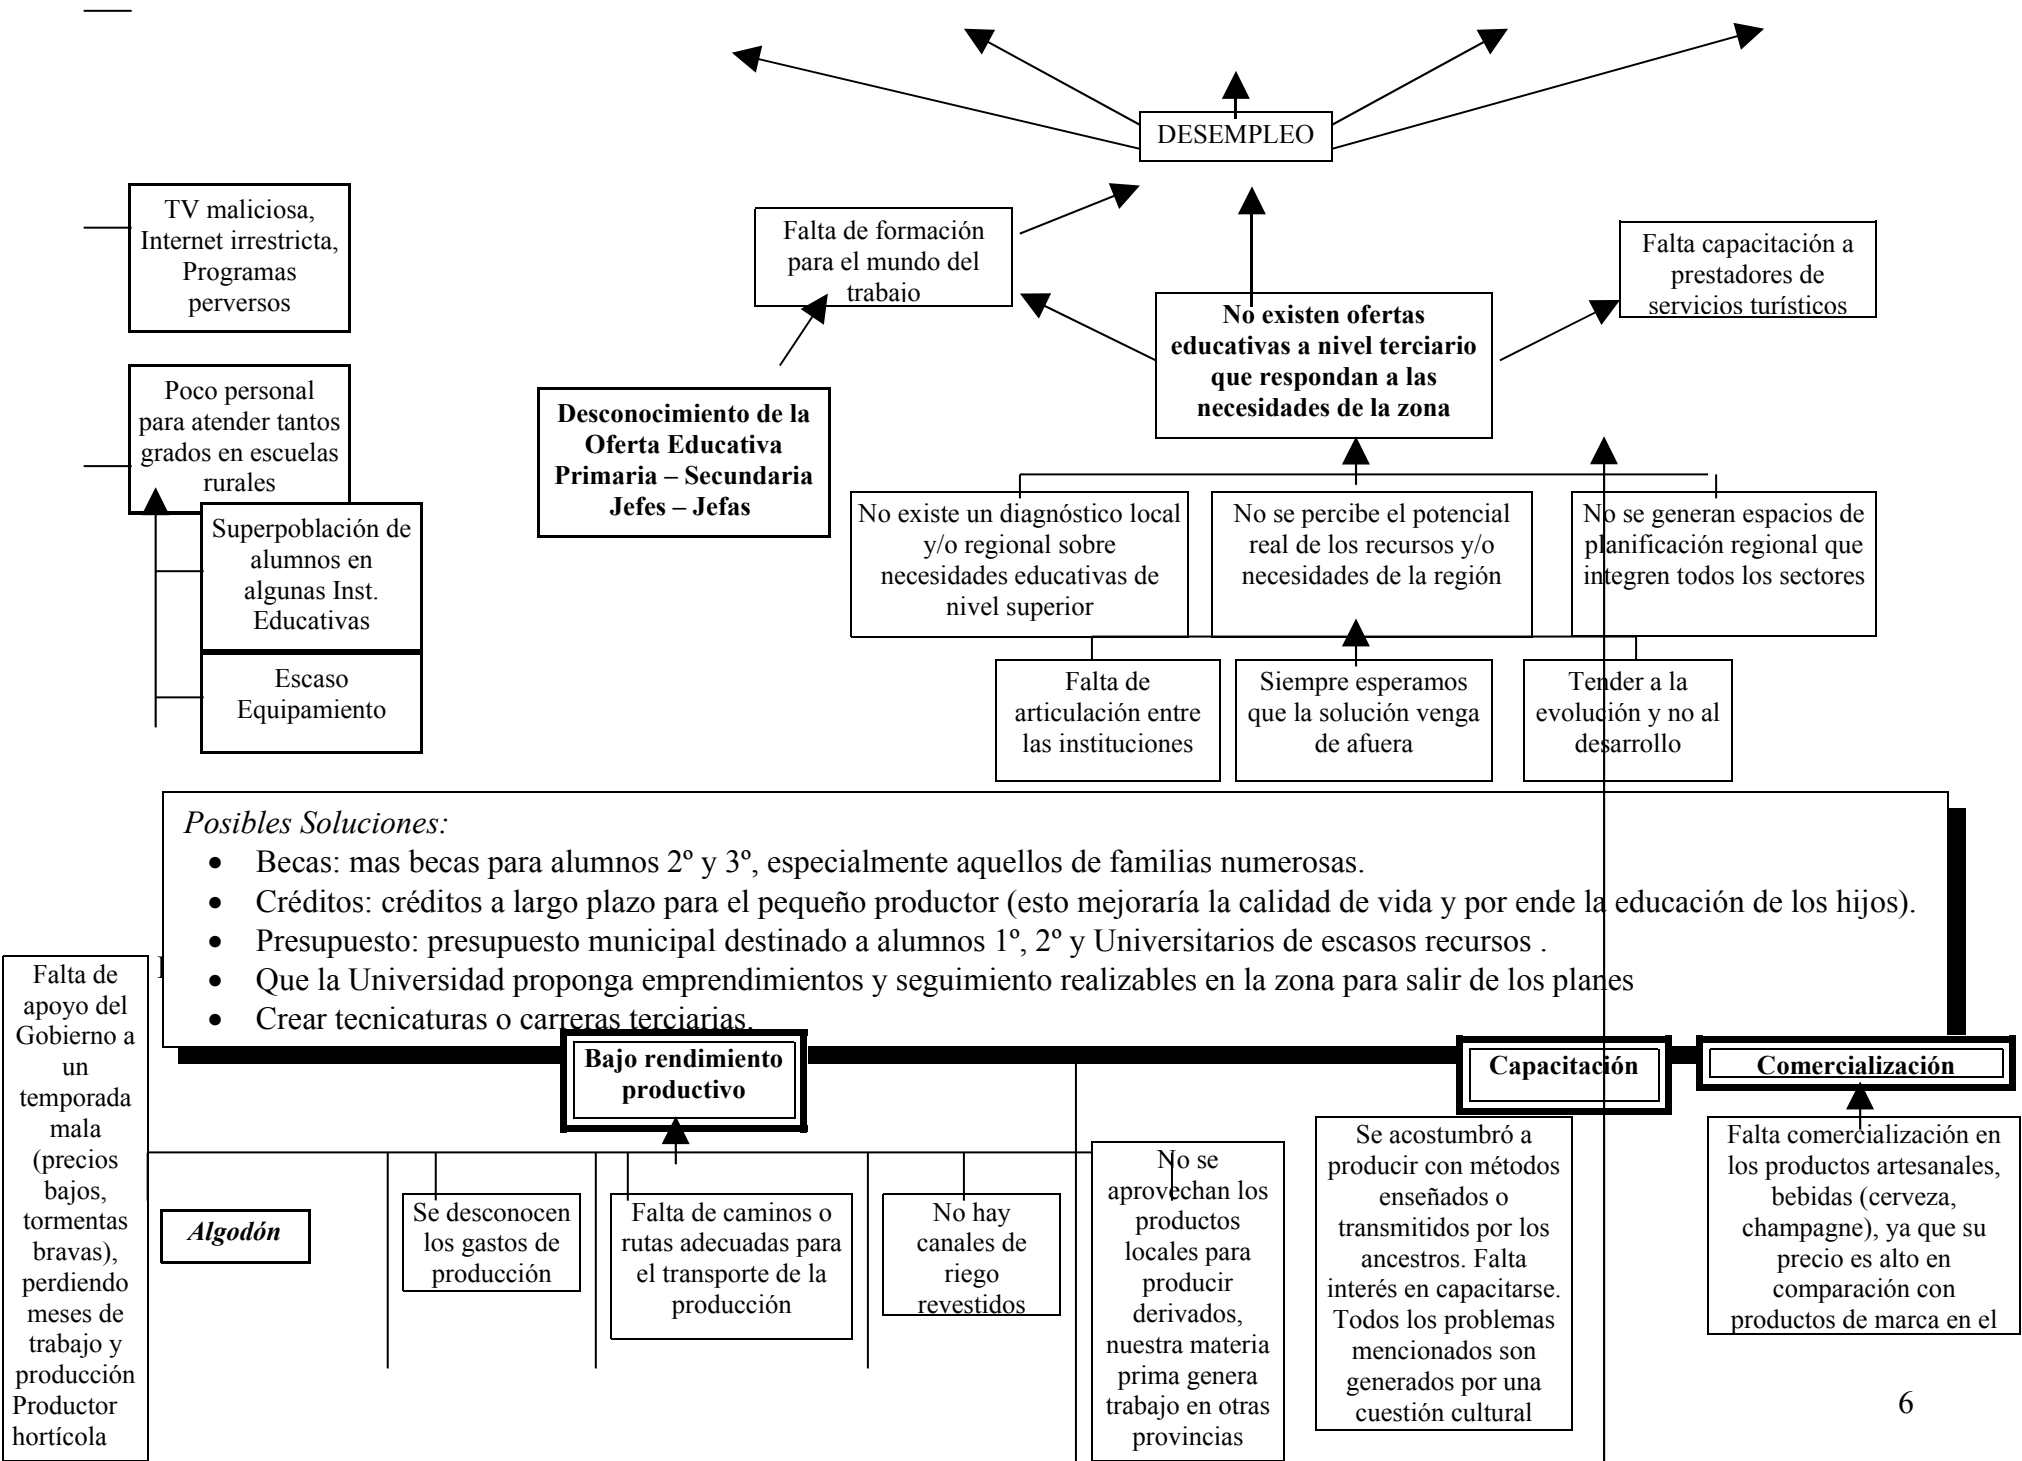 DESEMPLEO
TV maliciosa,
Internet irrestricta,
Programas
perversos
Falta de formación
para el mundo del
trabajo
Falta capacitación a
prestadores de
servicios turísticos
No existen ofertas
educativas a nivel terciario
que respondan a las
necesidades de la zona
Poco personal
para atender tantos
grados en escuelas
rurales
Desconocimiento de la
Oferta Educativa
Primaria – Secundaria
Jefes – Jefas
Superpoblación de
alumnos en
algunas Inst.
Educativas
No existe un diagnóstico local
y/o regional sobre
necesidades educativas de
nivel superior
No se percibe el potencial
real de los recursos y/o
necesidades de la región
No se generan espacios de
planificación regional que
integren todos los sectores
Escaso
Equipamiento
Falta de
articulación entre
las instituciones
Siempre esperamos
que la solución venga
de afuera
Tender a la
evolución y no al
desarrollo
Posibles Soluciones:
• Becas: mas becas para alumnos 2º y 3º, especialmente aquellos de familias numerosas.
• Créditos: créditos a largo plazo para el pequeño productor (esto mejoraría la calidad de vida y por ende la educación de los hijos).
• Presupuesto: presupuesto municipal destinado a alumnos 1º, 2º y Universitarios de escasos recursos .
• Que la Universidad proponga emprendimientos y seguimiento realizables en la zona para salir de los planes
• Crear tecnicaturas o carreras terciarias.
Falta de
apoyo del
Gobierno a
un
temporada
mala
(precios
bajos,
tormentas
bravas),
perdiendo
meses de
trabajo y
producción
Productor
hortícola
Bajo rendimiento
productivo
Capacitación
Comercialización
Algodón
Se desconocen
los gastos de
producción
Falta de caminos o
rutas adecuadas para
el transporte de la
producción
No hay
canales de
riego
revestidos
No se
aprovechan los
productos
locales para
producir
derivados,
nuestra materia
prima genera
trabajo en otras
provincias
Se acostumbró a
producir con métodos
enseñados o
transmitidos por los
ancestros. Falta
interés en capacitarse.
Todos los problemas
mencionados son
generados por una
cuestión cultural
Falta comercialización en
los productos artesanales,
bebidas (cerveza,
champagne), ya que su
precio es alto en
comparación con
productos de marca en el
6